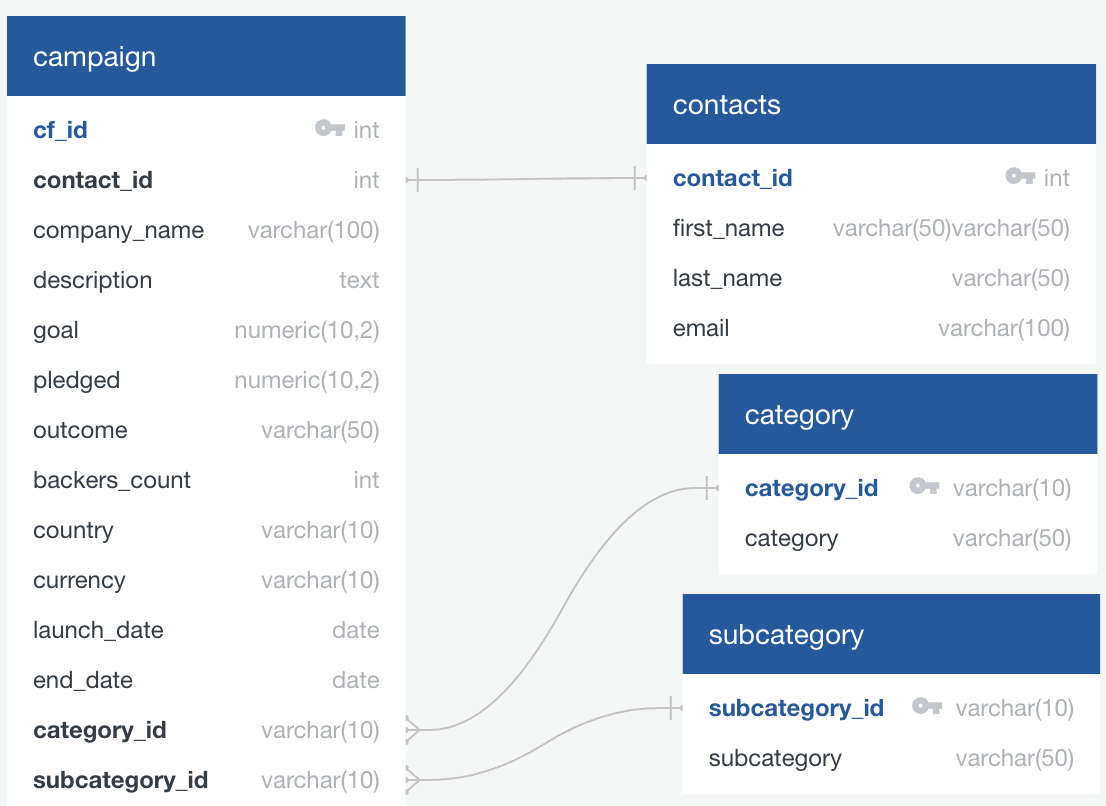 campaign
cf_id int
contact_id int
company_name varchar(100)
description text
goal numeric(10,2)
pledged numeric(10,2)
outcome varchar(50)
backers_count int
country varchar(10)
currency varchar(10)
launch_date date
end_date date
category_id varchar(10)
subcategory_id varchar(10)
contacts
contact_id int
first_name varchar(50)varchar(50)
last_name varchar(50)
email varchar(100)
category
category_id varchar(10)
category varchar(50)
subcategory
subcategory_id varchar(10)
subcategory varchar(50)